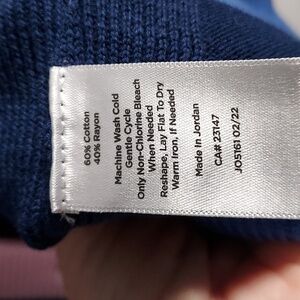 60% Cotton
40% Rayon
Machine Wash Cold
Gentle Cycle
Only Non-Chlorine Bleach
When Needed
Reshape, Lay Flat To Dry
Warm Iron, If Needed
Made In Jordan
CA# 23147
JO5161 02/22